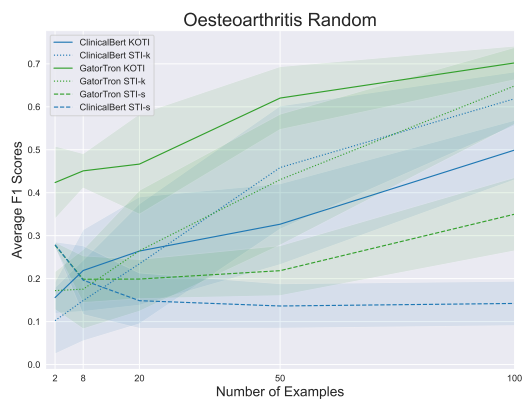 Oesteoarthritis Random
ClinicalBert KOTI
ClinicalBert STI-k
GatorTron KOTI
GatorTron STI-k
GatorTron STI-s
ClinicalBert STI-s
Average F1 Scores
0.7
0.6
0.5
0.4
0.3
0.2
0.1
0.0
2 8 20 50 100
Number of Examples